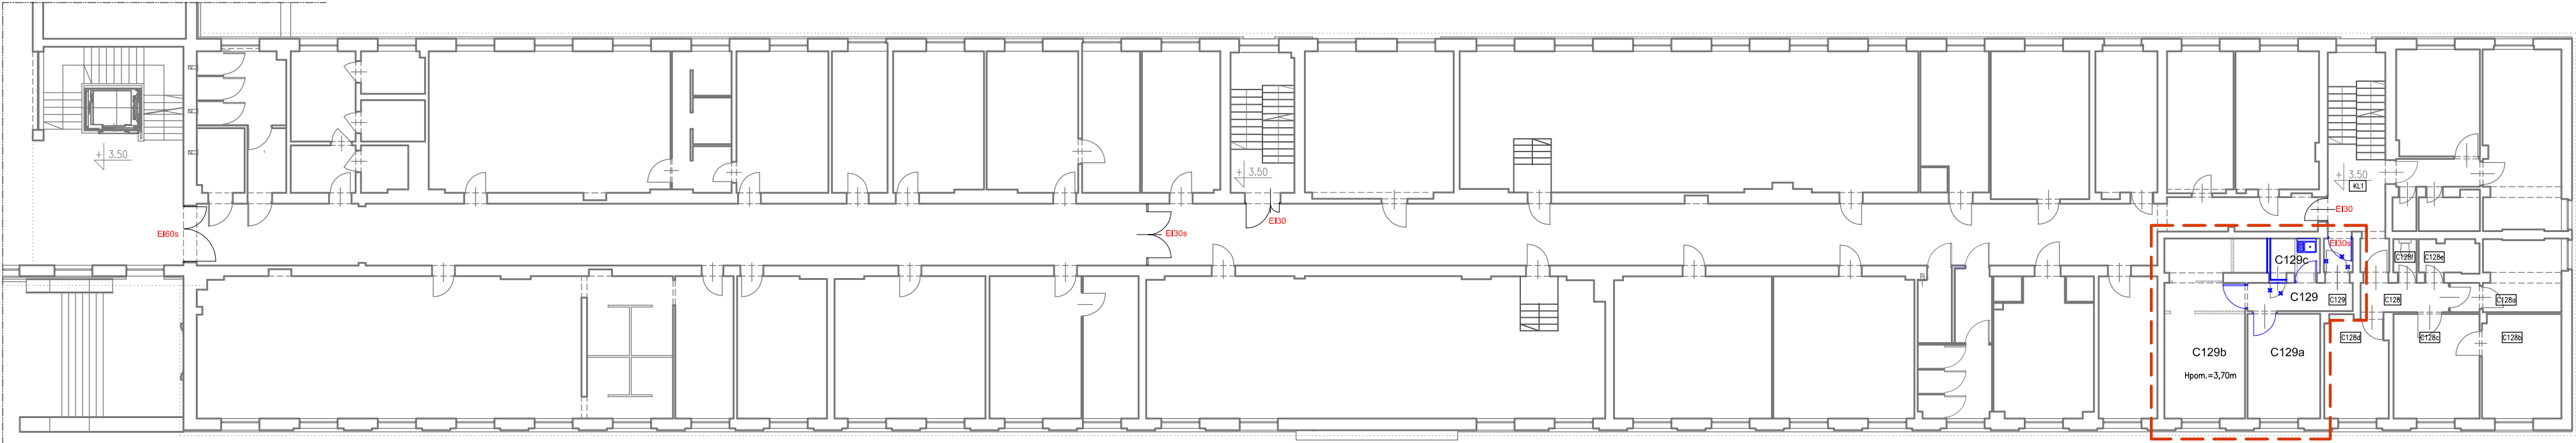 + 3.50
+ 3.50
+ 3.50
KL1
EI60s
EI30s
EI30
EI30
EI30s
C129c
C128f
C128e
C129
C129
C128
C128a
C128d
C128c
C128b
C129b
C129a
Hpom.=3,70m